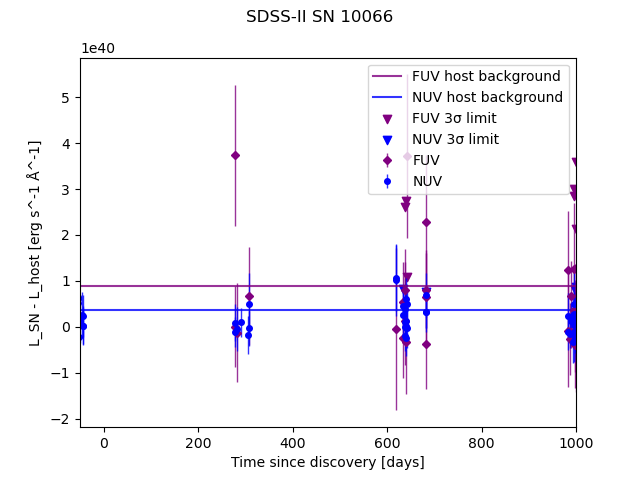 SDSS-II SN 10066
1e40
FUV host background
NUV host background
FUV 3σ limit
NUV 3σ limit
FUV
NUV
5
4
3
2
1
0
−1
−2
L_SN - L_host [erg s^-1 Å^-1]
0 200 400 600 800 1000
Time since discovery [days]